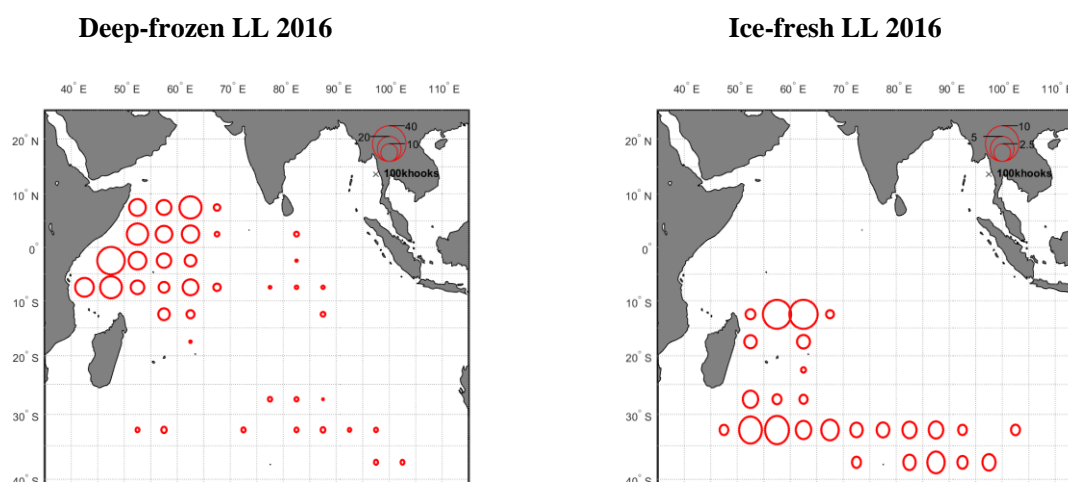 Deep-frozen LL 2016
Ice-fresh LL 2016
40° E 50° E 60° E 70° E 80° E 90° E 100° E 110° E
20° N
10° N
0°
10° S
20° S
30° S
40° S
40
20
10
× 100khooks
40° E 50° E 60° E 70° E 80° E 90° E 100° E 110° E
20° N
10° N
0°
10° S
20° S
30° S
40° S
10
5
2.5
× 100khooks